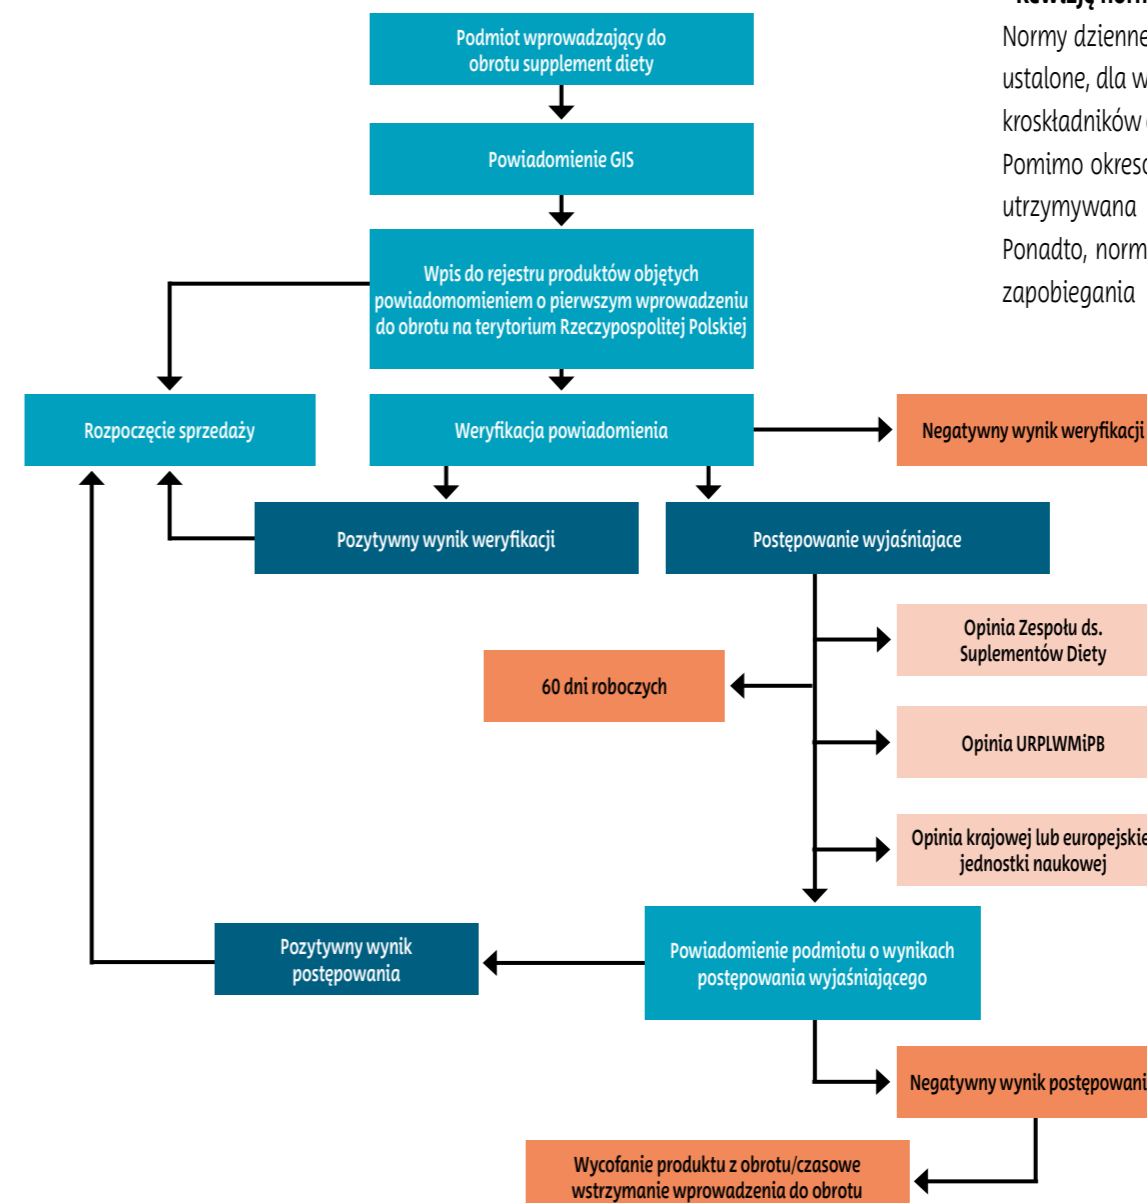 Podmiot wprowadzający do
obrotu supplement diety
Powiadomienie GIS
Wpis do rejestru produktów objętych
powiadomomieniem o pierwszym wprowadzeniu
do obrotu na terytorium Rzeczypospolitej Polskiej
Rozpoczęcie sprzedaży
Weryfikacja powiadomienia
Negatywny wynik weryfikacji
Pozytywny wynik weryfikacji
Postępowanie wyjaśniajace
Opinia Zespołu ds.
Suplementów Diety
60 dni roboczych
Opinia URPLWMiPB
Opinia krajowej lub europejskie
jednostki naukowej
Pozytywny wynik
postępowania
Powiadomienie podmiotu o wynikach
postępowania wyjaśniającego
Negatywny wynik postępowani
Wycofanie produktu z obrotu/czasowe
wstrzymanie wprowadzenia do obrotu
Normy dzienne
ustalone, dla w
kroskładników
Pomimo okreso
utrzymywana
Ponadto, norm
zapobiegania